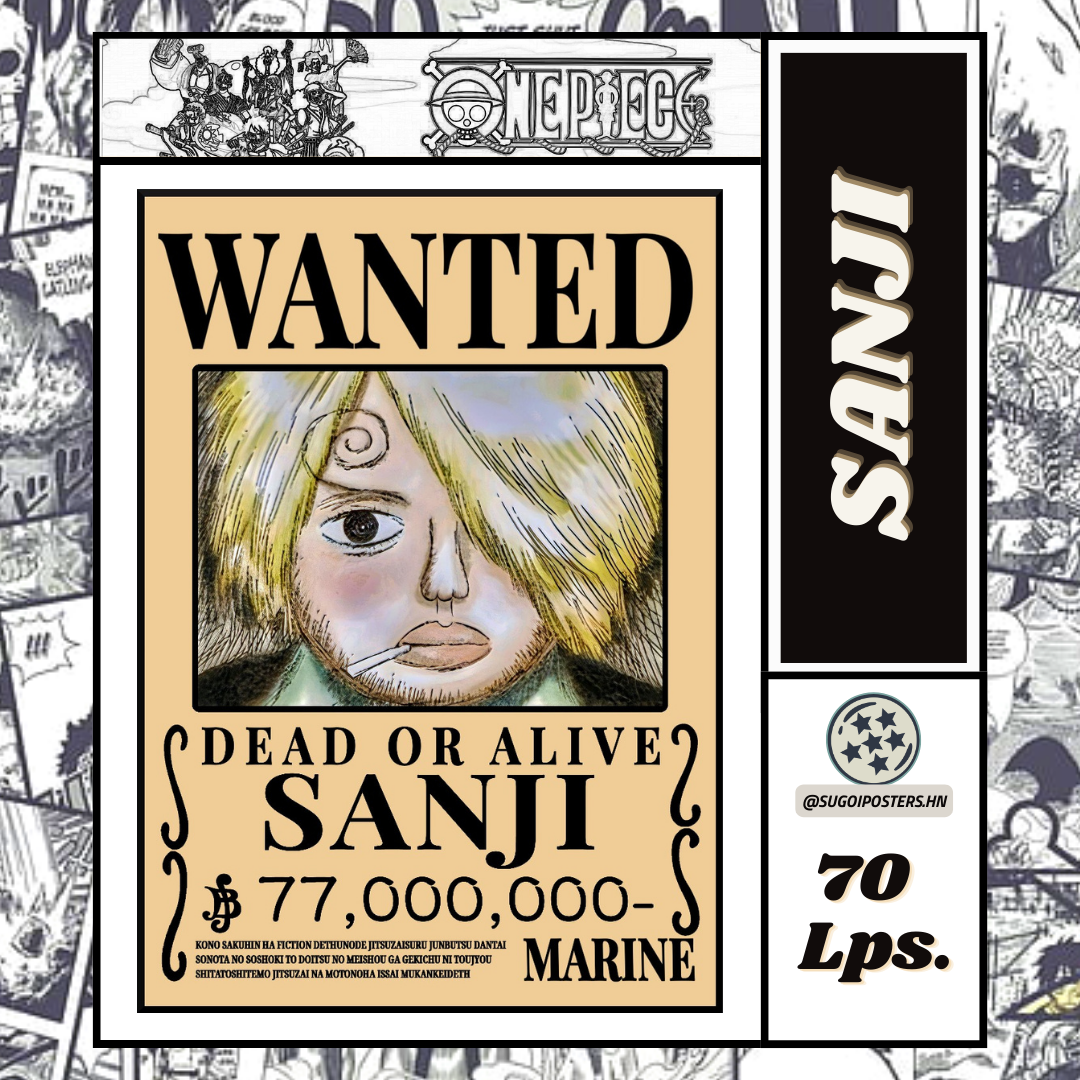 ONE PIECE
WANTED
DEAD OR ALIVE
SANJI
฿ 77,000,000-
KONO SAKUHIN HA FICTION DETHUNODE JITSUZAISURU JUNBUTSU DANTAI
SONOTA NO SOSHOKI TO DOITSU NO MEISHOU GA GEKICHU NI TOUJYOU
SHITATOSHITEMO JITSUZAI NA MOTONOHA ISSAI MUKANKEIDETH
MARINE
SANJI
@SUGOIPOSTERS.HN
70
Lps.